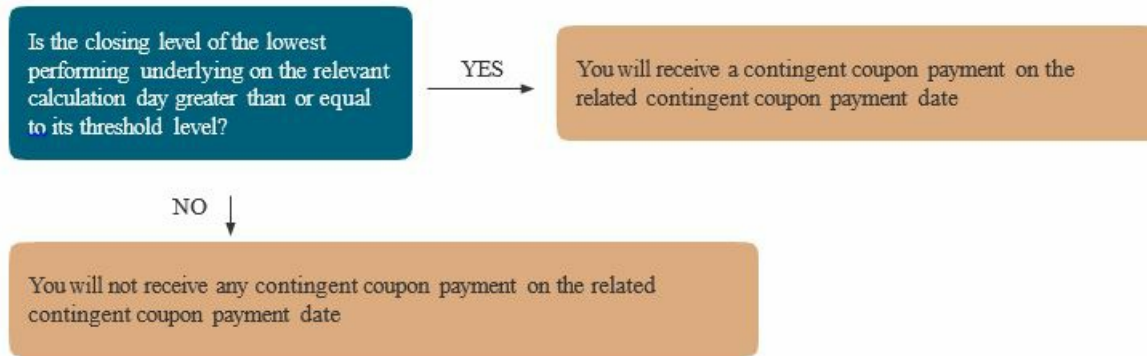 Is the closing level of the lowest
performing underlying on the relevant
calculation day greater than or equal
to its threshold level?
YES
You will receive a contingent coupon payment on the
related contingent coupon payment date
NO
You will not receive any contingent coupon payment on the related
contingent coupon payment date